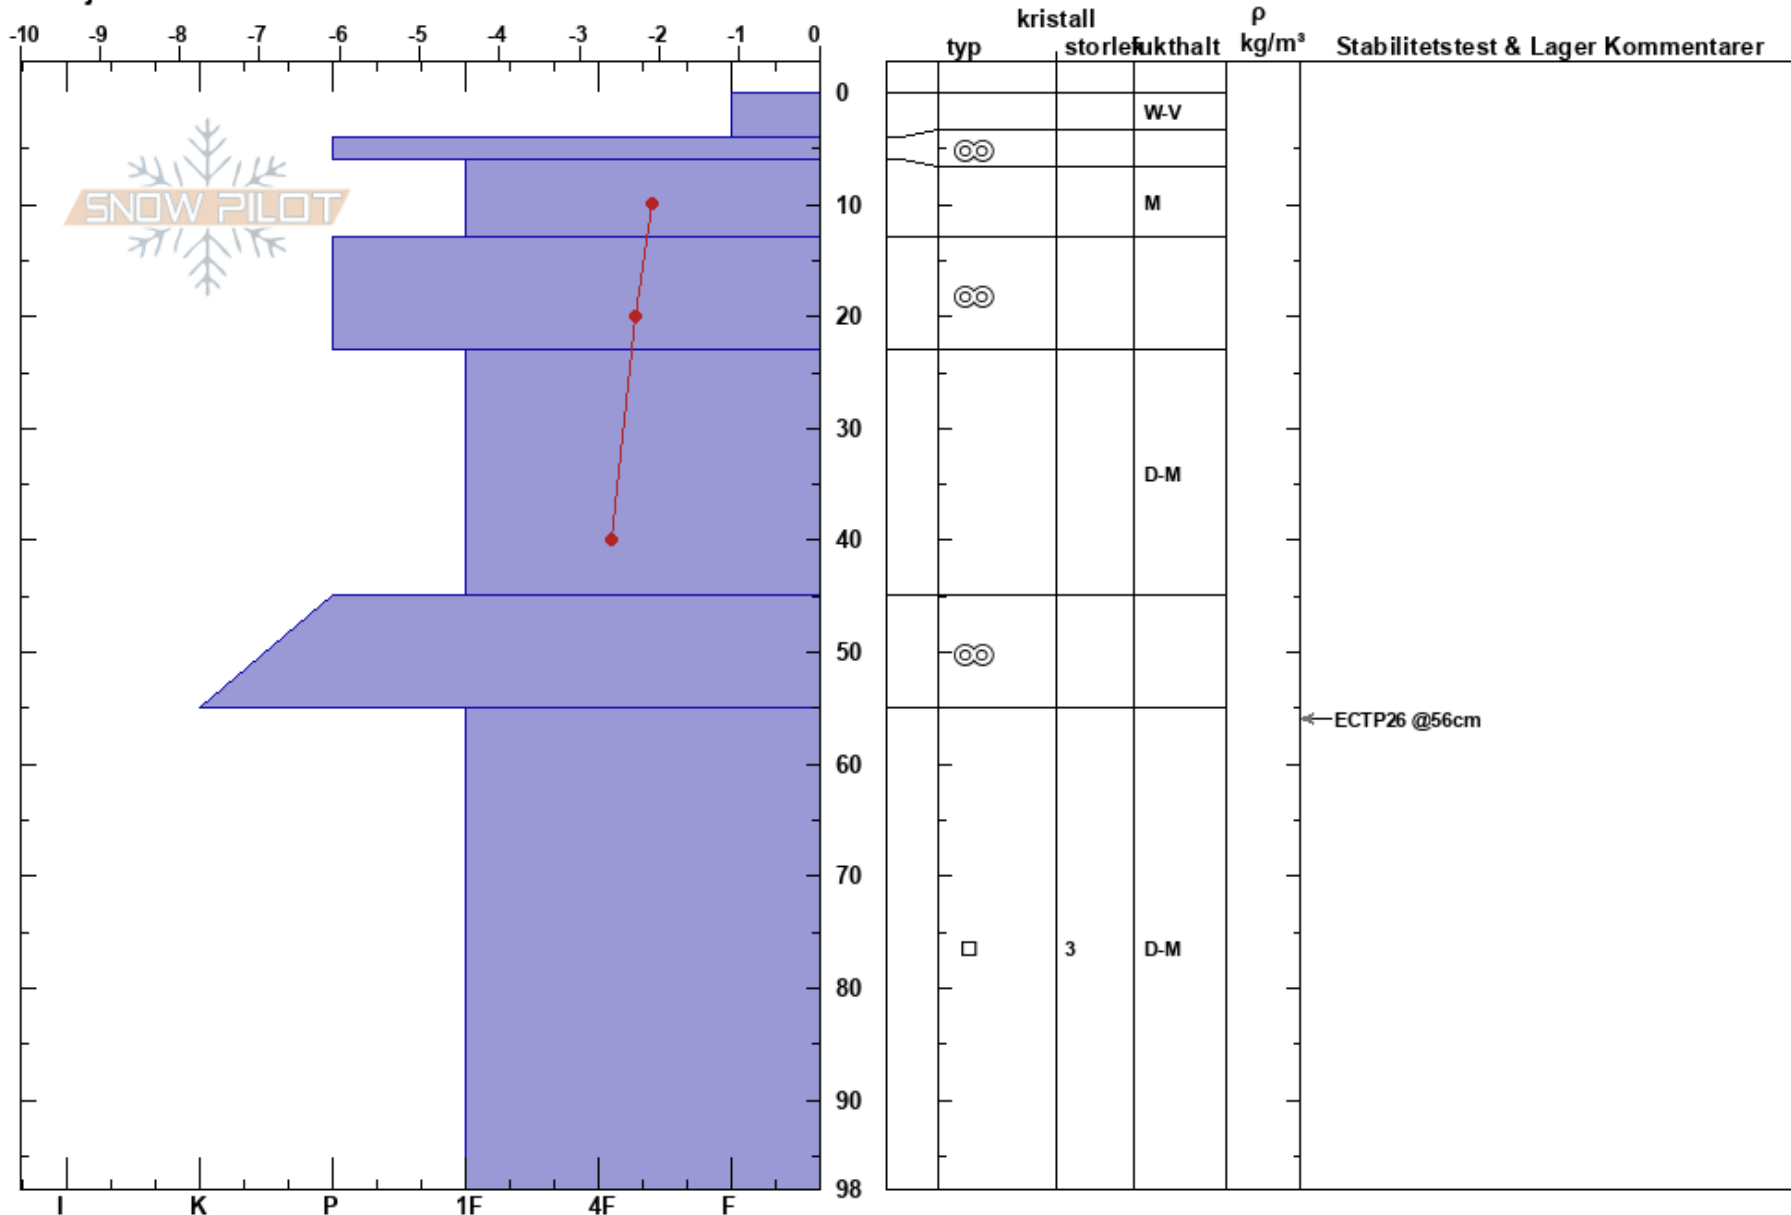 kristall ρ
-10 -9 -8 -7 -6 -5 -4 -3 -2 -1 0 typ storlek fukthalt kg/m³ Stabilitetstest & Lager Kommentarer
0
W-V
SNOW PILOT
10 M
20
30
D-M
40
50
ECTP26 @56cm
60
70
3 D-M
80
90
98
I K P 1F 4F F